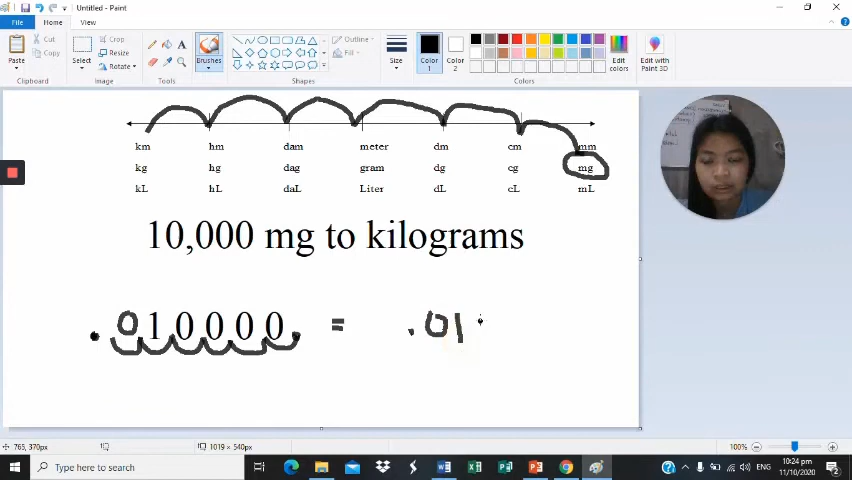 Untitled - Paint
File Home View
Paste
Cut
Copy
Clipboard
Select
Crop
Resize
Rotate
Image
Tools
Brushes
Shapes
Outline
Fill
Size
Color 1
Color 2
Colors
Edit colors
Edit with Paint 3D
km hm dam meter dm cm mm
kg hg dag gram dg cg mg
kL hL daL Liter dL cL mL
10,000 mg to kilograms
.010000. = .01
765, 370px
1019 × 540px
100%
Type here to search
ENG
10:24 pm
11/10/2020
2